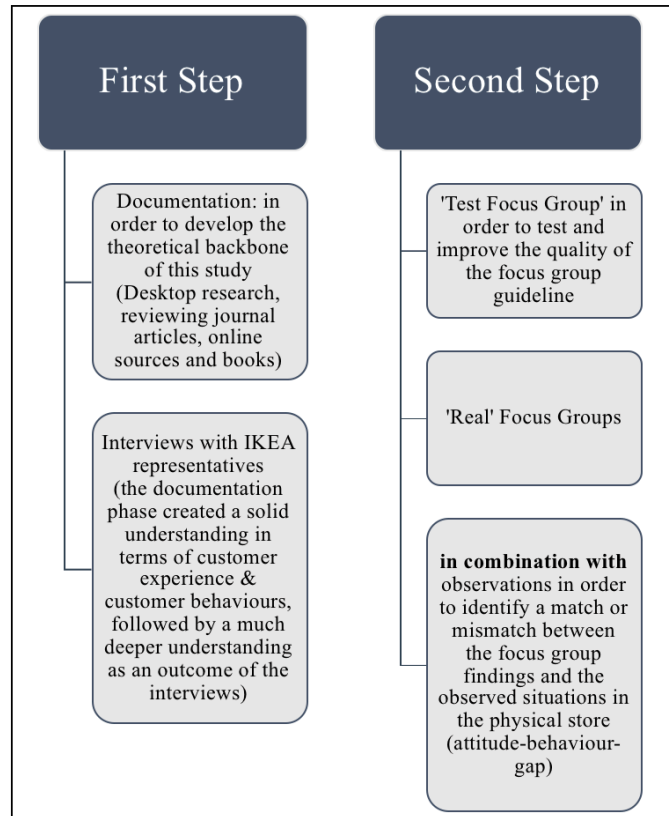 First Step
Documentation: in
order to develop the
theoretical backbone
of this study
(Desktop research,
reviewing journal
articles, online
sources and books)
Interviews with IKEA
representatives
(the documentation
phase created a solid
understanding in
terms of customer
experience &
customer behaviours,
followed by a much
deeper understanding
as an outcome of the
interviews)
Second Step
'Test Focus Group' in
order to test and
improve the quality of
the focus group
guideline
'Real' Focus Groups
in combination with
observations in order
to identify a match or
mismatch between
the focus group
findings and the
observed situations in
the physical store
(attitude-behaviour-
gap)